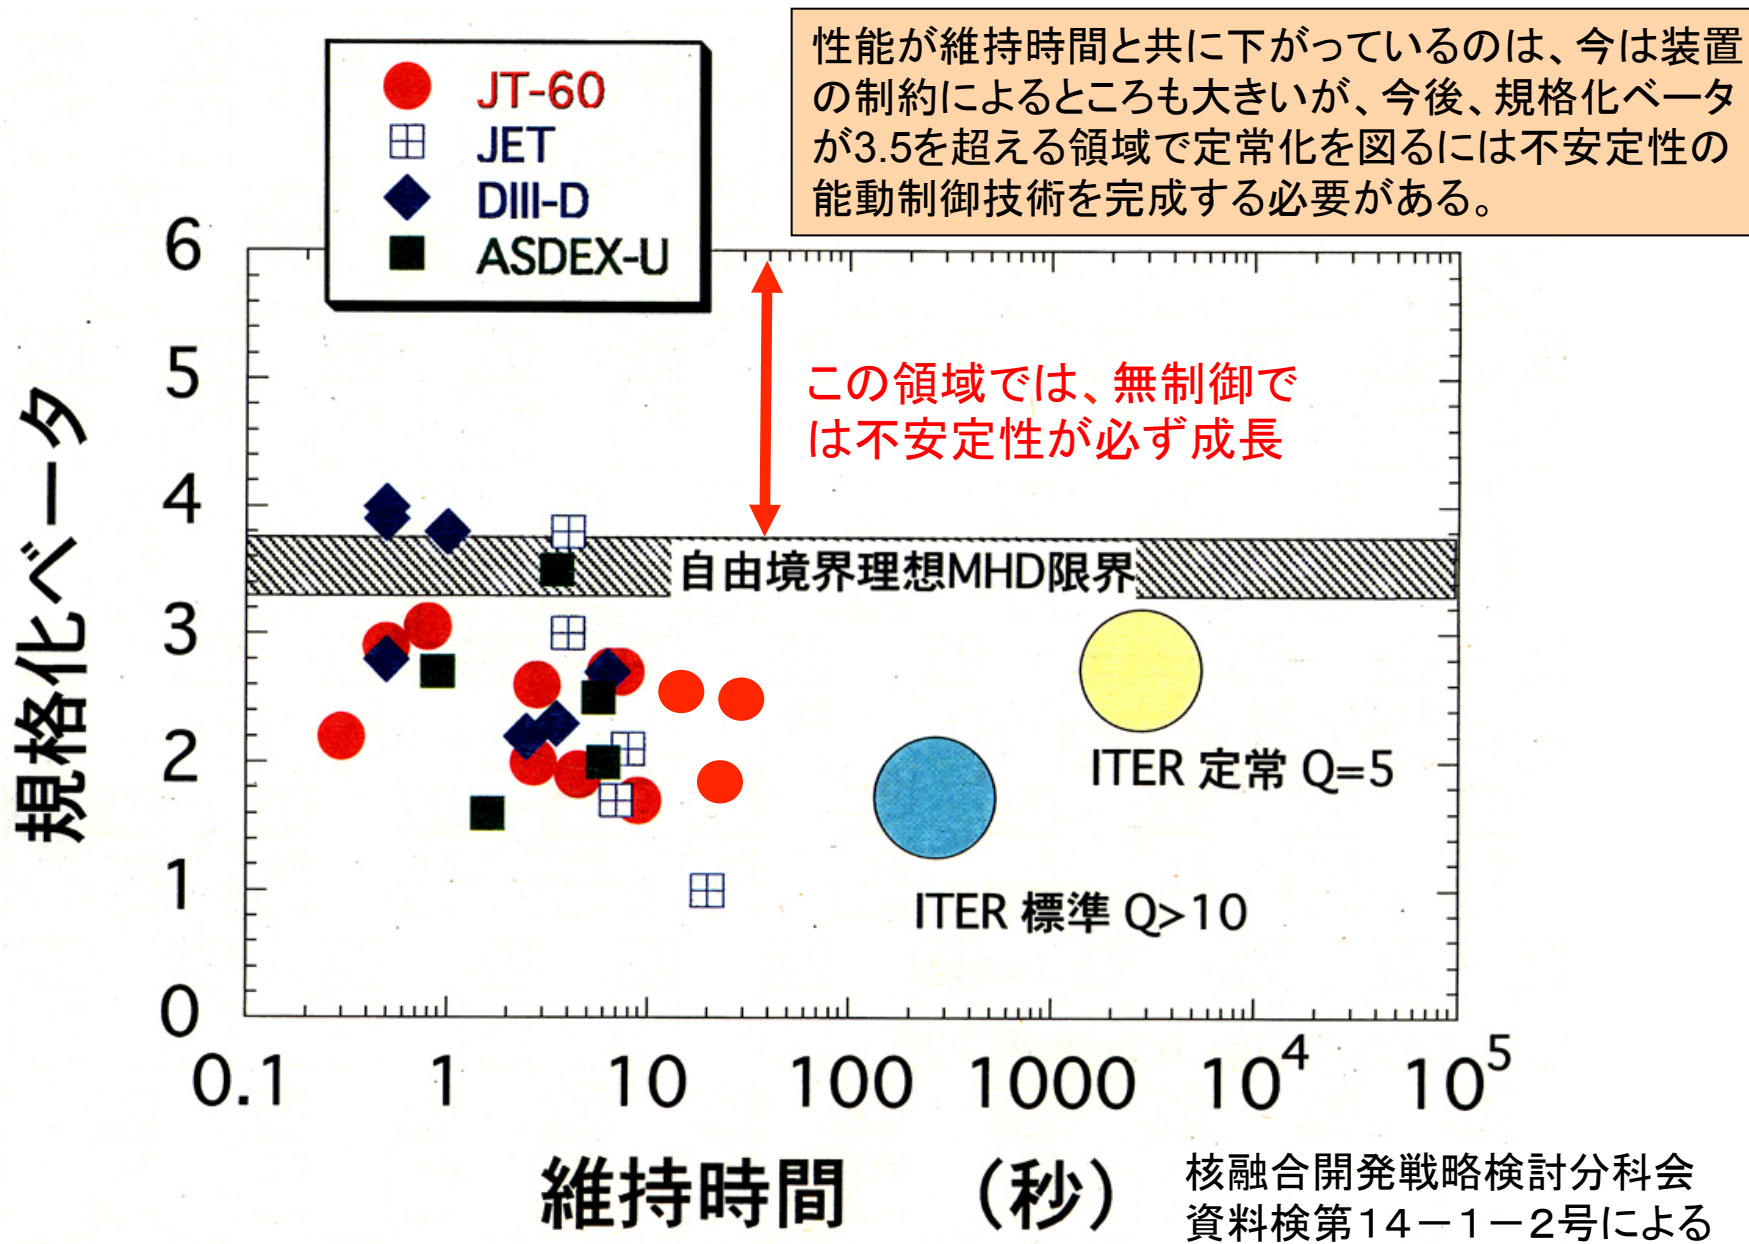 性能が維持時間と共に下がっているのは、今は装置
の制約によるところも大きいが、今後、規格化ベータ
が3.5を超える領域で定常化を図るには不安定性の
能動制御技術を完成する必要がある。
JT-60
JET
DIII-D
ASDEX-U
6
5
4
3
2
1
0
規格化ベータ
この領域では、無制御で
は不安定性が必ず成長
自由境界理想MHD限界
ITER 定常 Q=5
ITER 標準 Q>10
0.1 1 10 100 1000 10⁴ 10⁵
維持時間 （秒）
核融合開発戦略検討分科会
資料検第14－1－2号による